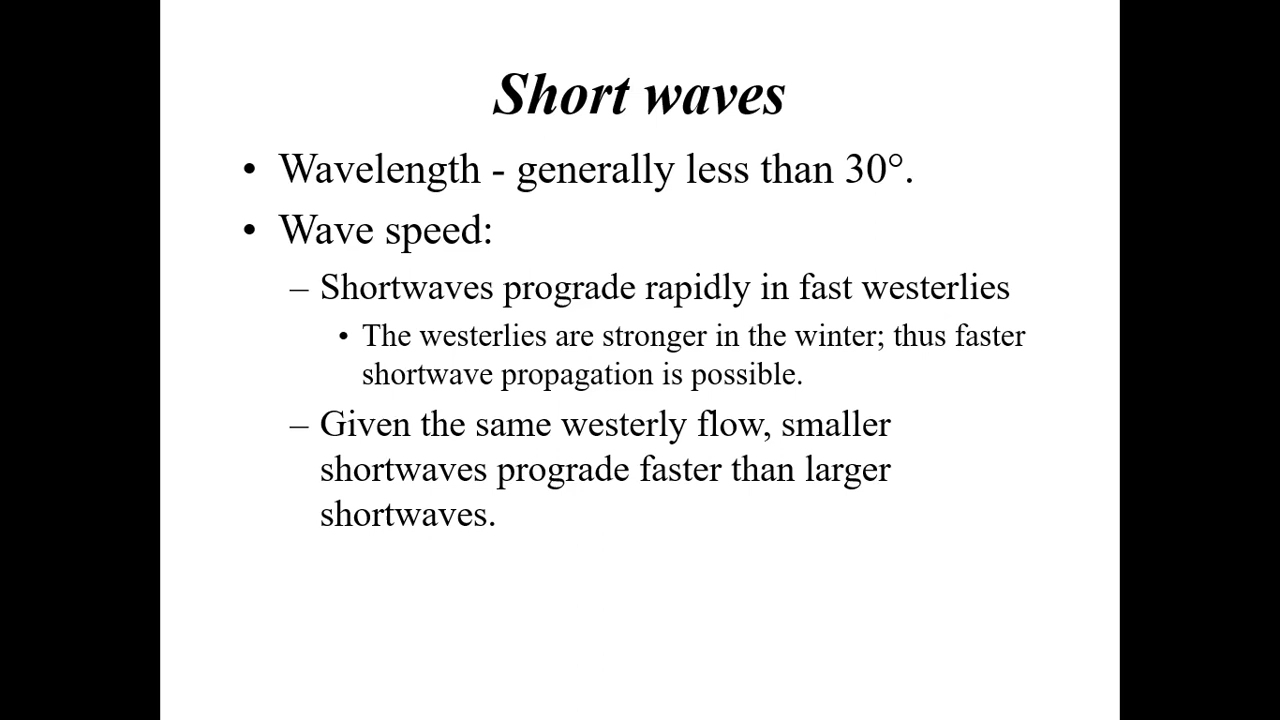 Short waves
• Wavelength - generally less than 30°.
• Wave speed:
– Shortwaves prograde rapidly in fast westerlies
• The westerlies are stronger in the winter; thus faster
shortwave propagation is possible.
– Given the same westerly flow, smaller
shortwaves prograde faster than larger
shortwaves.